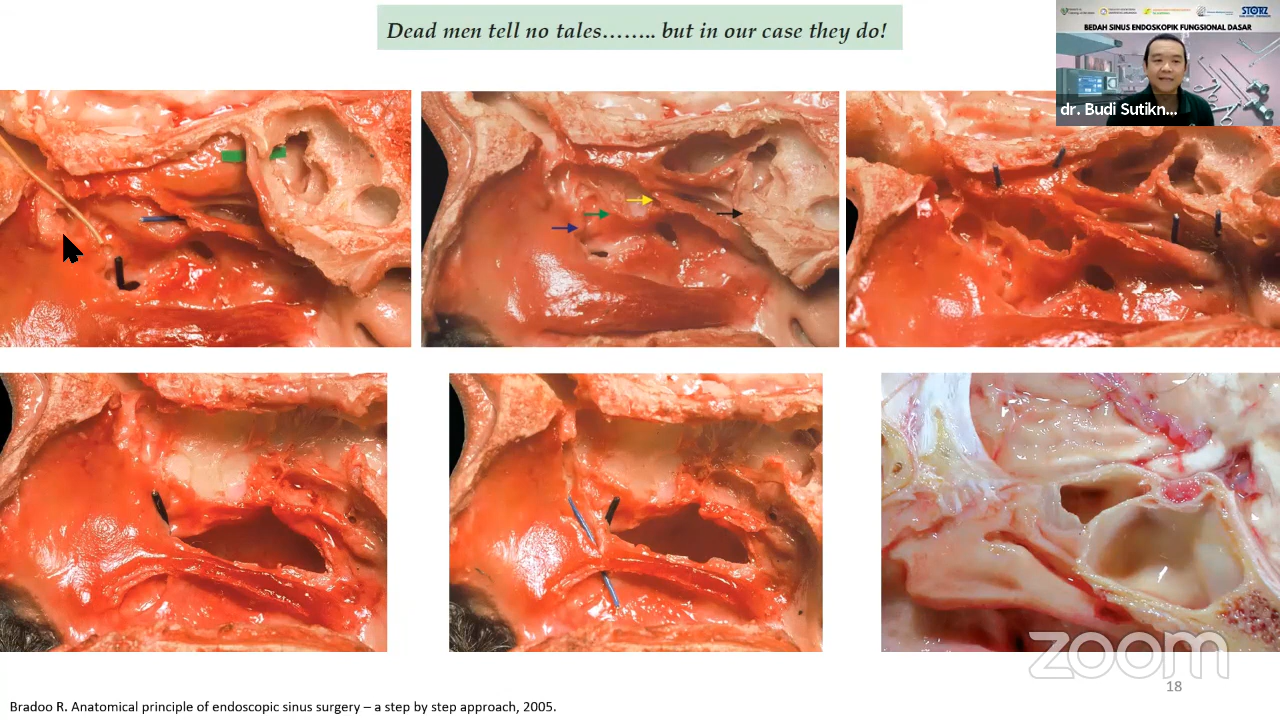 Dead men tell no tales…….. but in our case they do!
STORZ
BEDAH SINUS ENDOSKOPIK FUNGSIONAL DASAR
dr. Budi Sutikn...
zoom
18
Bradoo R. Anatomical principle of endoscopic sinus surgery – a step by step approach, 2005.